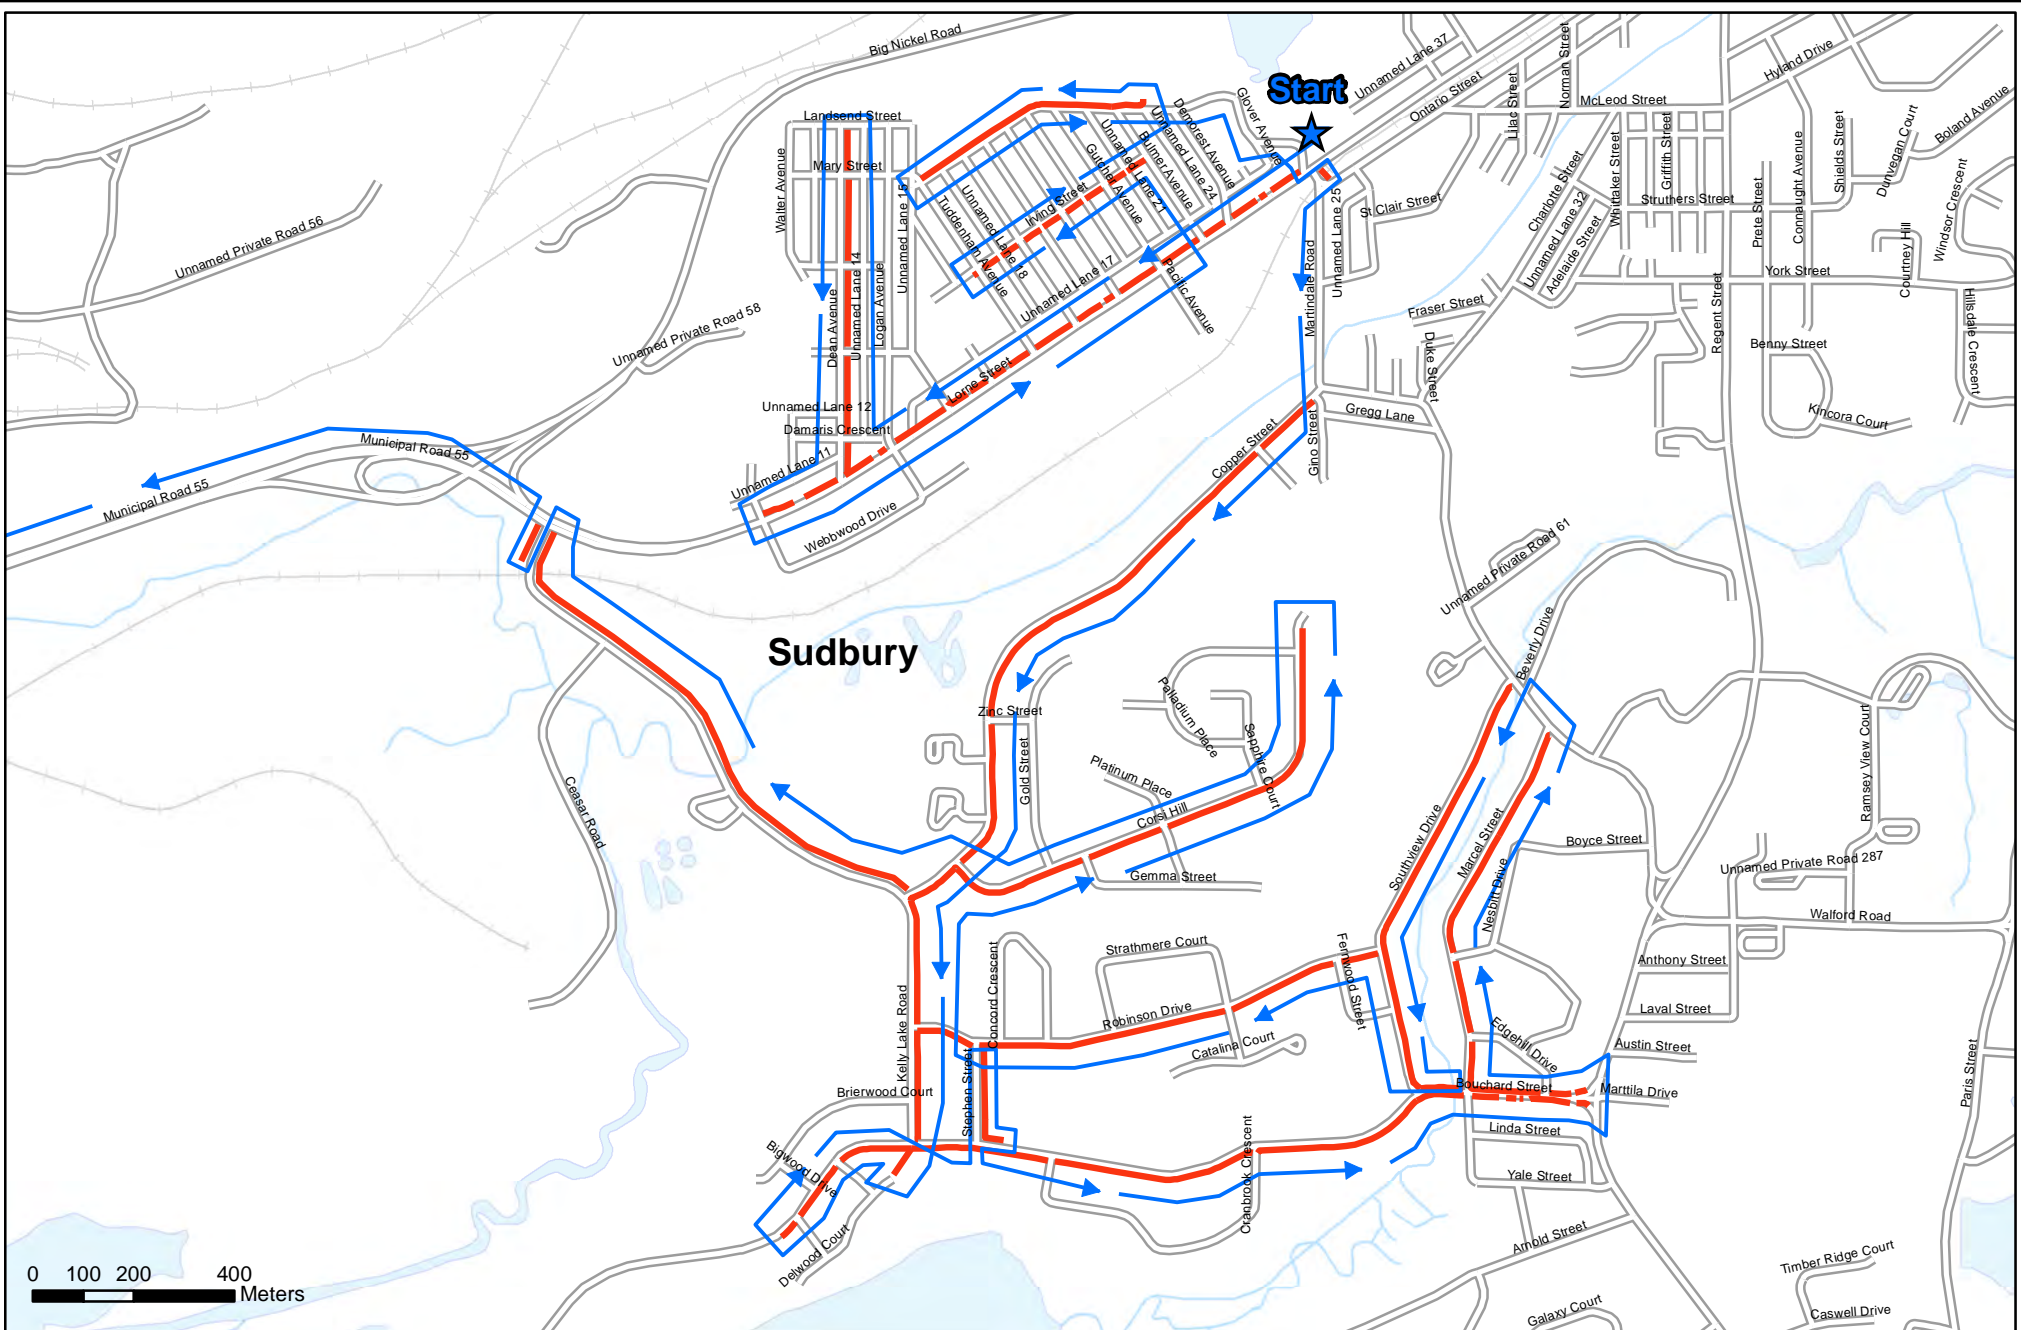 Big Nickel Road
Unnamed Lane 37
Norman Street
Hyland Drive
Start
Ontario Street
Lilac Street
McLeod Street
Glover Avenue
Demorest Avenue
Unnamed Lane 24
Bulmer Avenue
Unnamed Lane 21
Gutcher Avenue
Landsend Street
Mary Street
Walter Avenue
Unnamed Lane 15
Tuddenham Avenue
Unnamed Lane 18
Irving Street
Unnamed Lane 17
Pacific Avenue
Unnamed Private Road 56
Unnamed Private Road 58
Dean Avenue
Unnamed Lane 14
Logan Avenue
Lorne Street
Unnamed Lane 12
Damaris Crescent
Unnamed Lane 11
Webbwood Drive
Municipal Road 55
Municipal Road 55
Martindale Road
Unnamed Lane 25
St Clair Street
Charlotte Street
Unnamed Lane 32
Adelaide Street
Whittaker Street
Griffith Street
Struthers Street
Prete Street
Connaught Avenue
Shields Street
Dunvegan Court
Boland Avenue
Windsor Crescent
Courtney Hill
York Street
Hillsdale Crescent
Regent Street
Benny Street
Kincora Court
Fraser Street
Duke Street
Gregg Lane
Gino Street
Copper Street
Unnamed Private Road 61
Beverly Drive
Sudbury
Zinc Street
Gold Street
Palladium Place
Sapphire Court
Platinum Place
Corsi Hill
Gemma Street
Ceasar Road
Southview Drive
Marcel Street
Nesbitt Drive
Boyce Street
Ramsey View Court
Unnamed Private Road 287
Walford Road
Anthony Street
Laval Street
Austin Street
Edgehill Drive
Bouchard Street
Marttila Drive
Linda Street
Yale Street
Arnold Street
Paris Street
Timber Ridge Court
Caswell Drive
Galaxy Court
Strathmere Court
Fernwood Street
Concord Crescent
Robinson Drive
Catalina Court
Kelly Lake Road
Stephen Street
Brierwood Court
Bigwood Drive
Delwood Court
Cranbrook Crescent
0 100 200 400
Meters